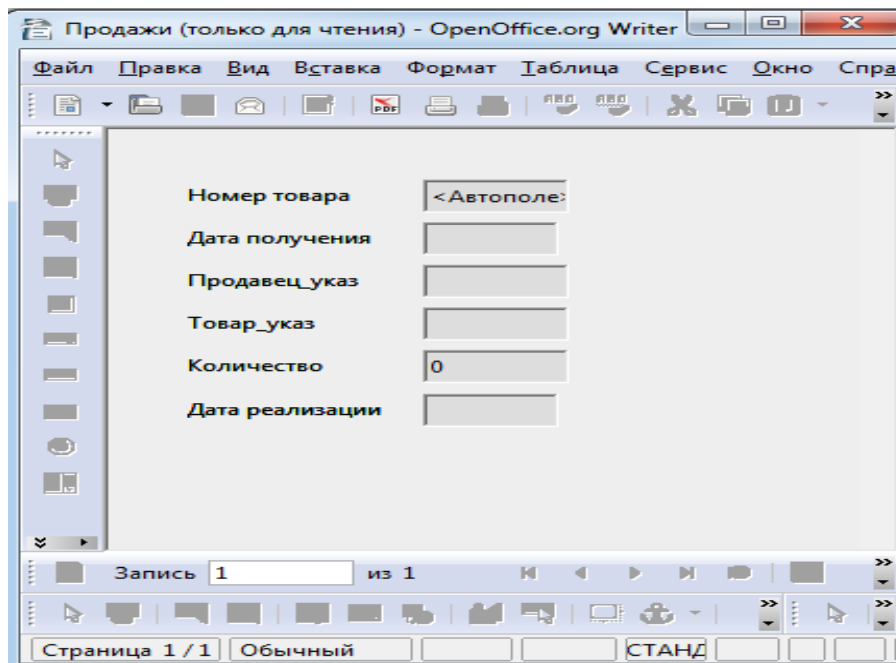 Продажи (только для чтения) - OpenOffice.org Writer
Файл Правка Вид Вставка Формат Таблица Сервис Окно Спра
PDF
Номер товара <Автополе>
Дата получения
Продавец_указ
Товар_указ
Количество 0
Дата реализации
Запись 1 из 1
Страница 1 / 1 Обычный СТАНД